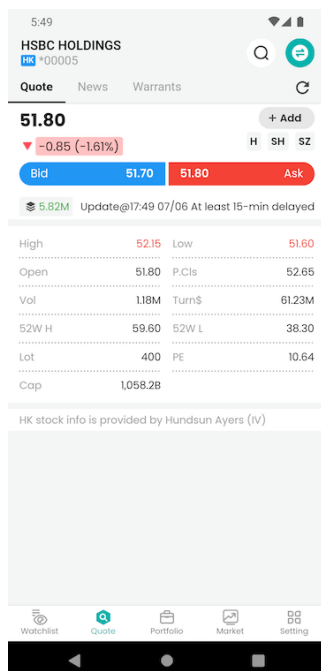 5:49
HSBC HOLDINGS
HK *00005
Quote News Warrants
51.80
+ Add
-0.85 (-1.61%)
H SH SZ
Bid 51.70 51.80 Ask
5.82M Update@17:49 07/06 At least 15-min delayed
High 52.15 Low 51.60
Open 51.80 P.Cls 52.65
Vol 1.18M Turn$ 61.23M
52W H 59.60 52W L 38.30
Lot 400 PE 10.64
Cap 1,058.2B
HK stock info is provided by Hundsun Ayers (IV)
Watchlist Quote Portfolio Market Setting